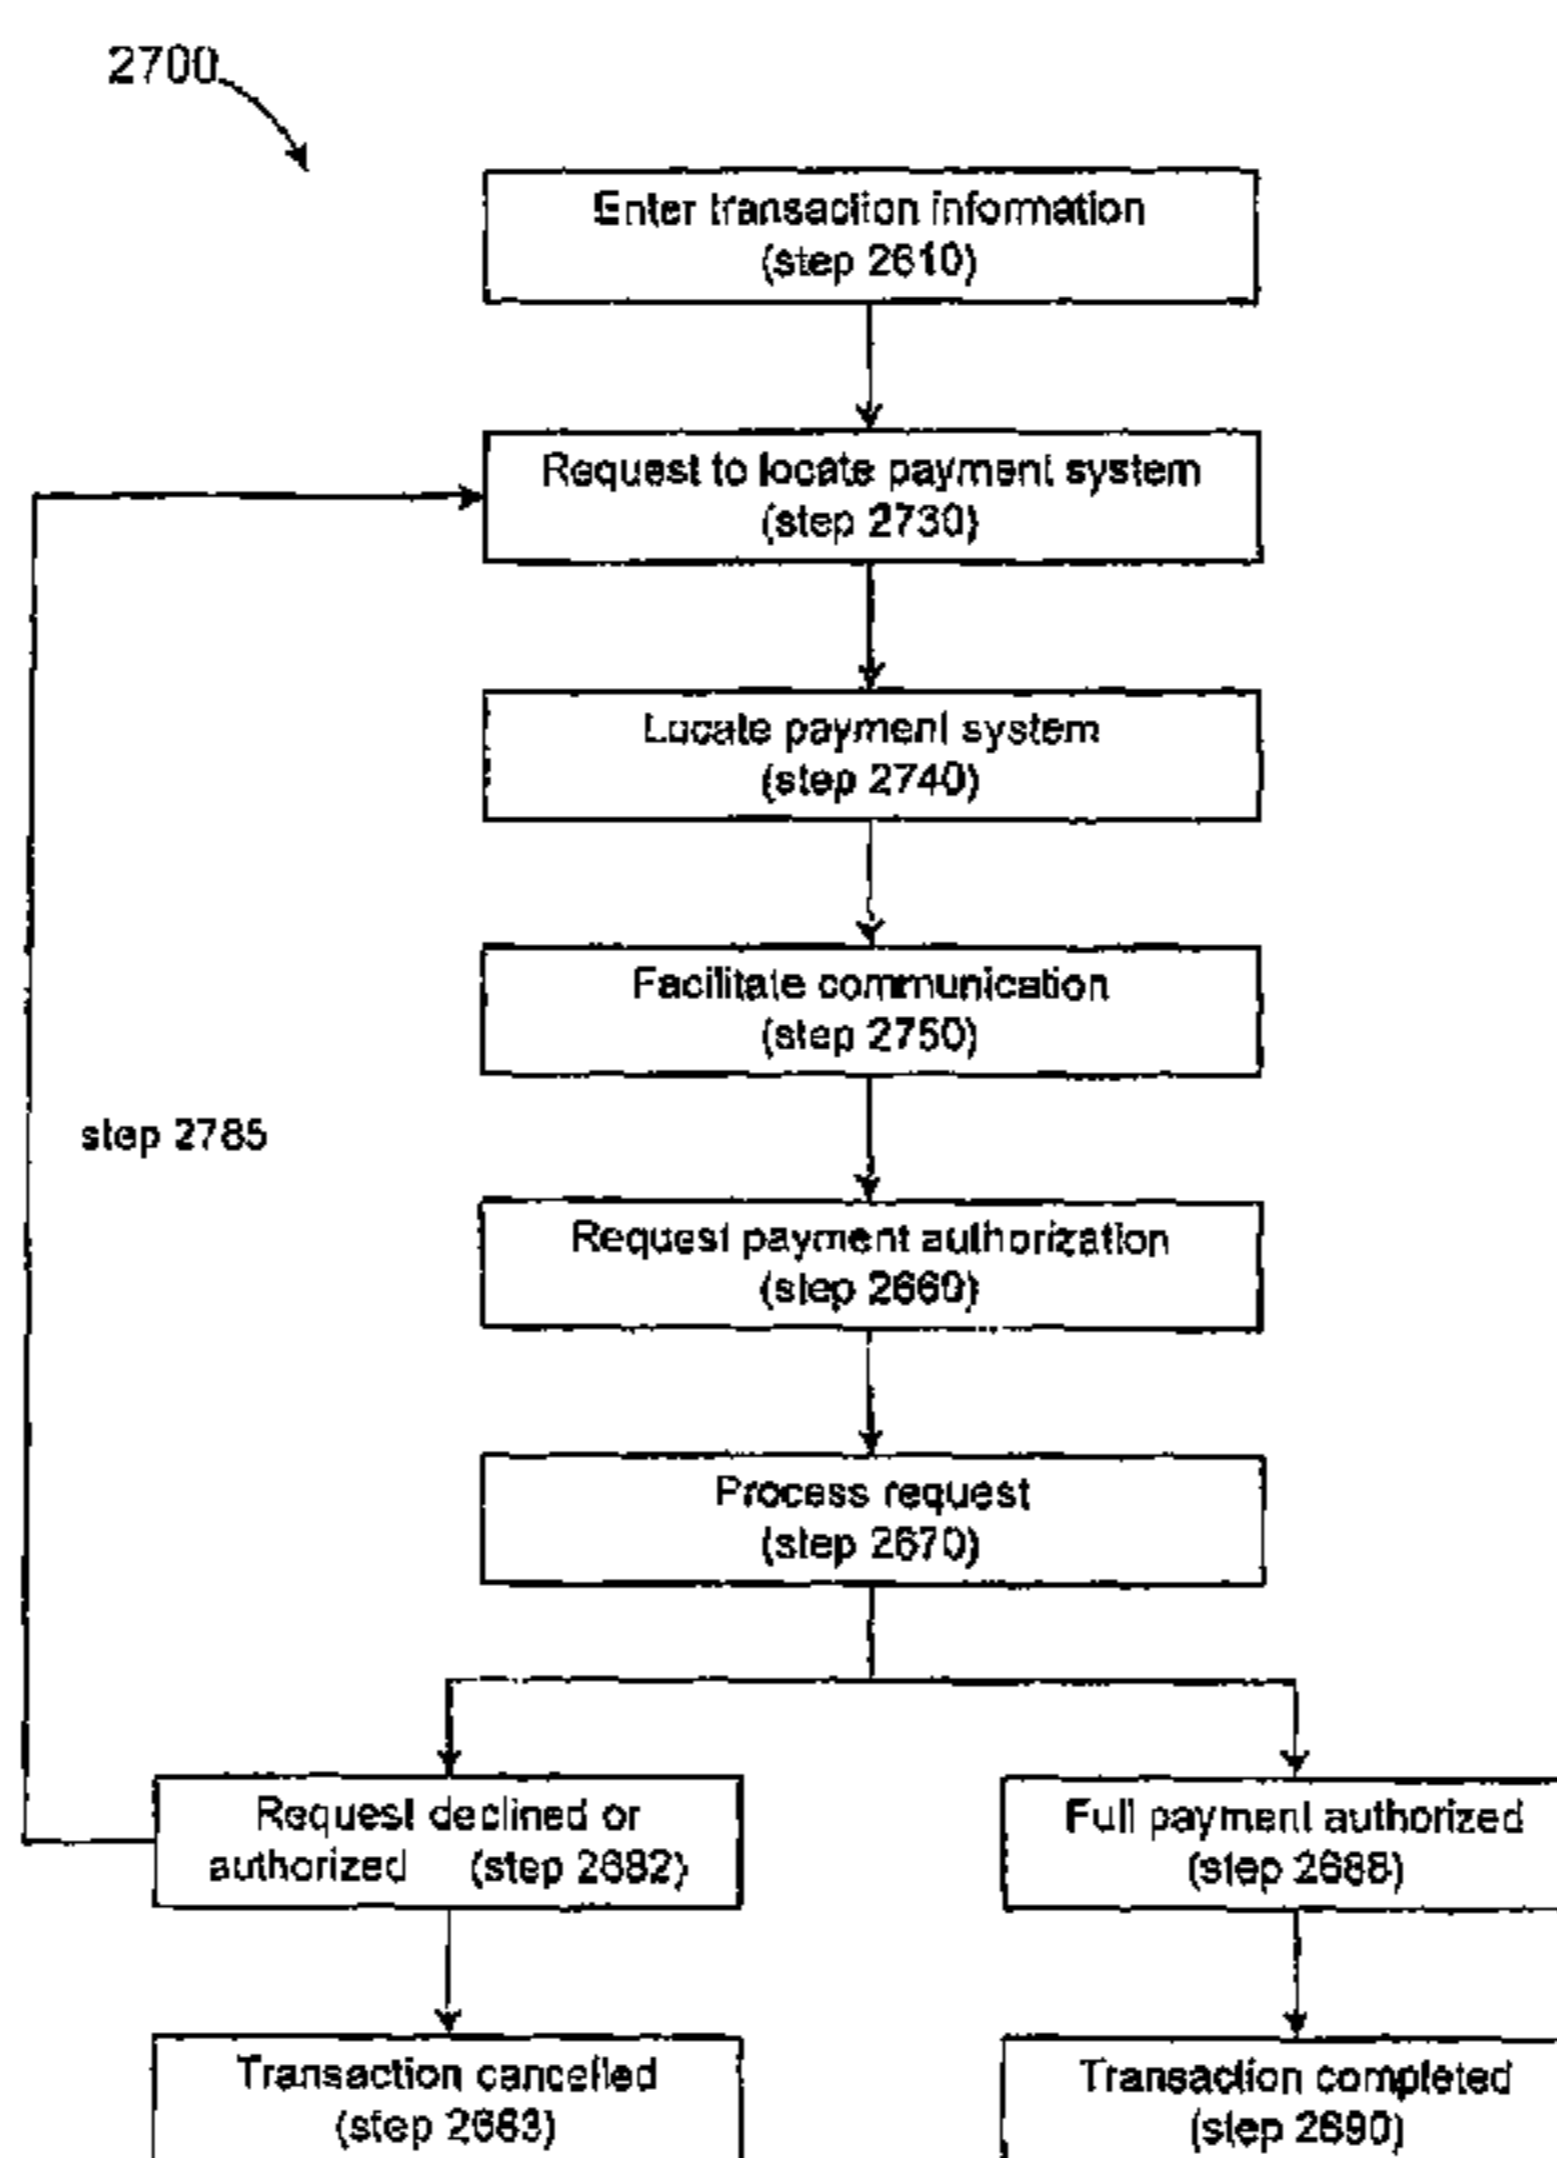 2700
Enter transaction information
(step 2610)
Request to locate payment system
(step 2730)
Locate payment system
(step 2740)
Facilitate communication
(step 2750)
step 2785
Request payment authorization
(step 2660)
Process request
(step 2670)
Request declined or
authorized (step 2682)
Full payment authorized
(step 2688)
Transaction cancelled
(step 2683)
Transaction completed
(step 2690)